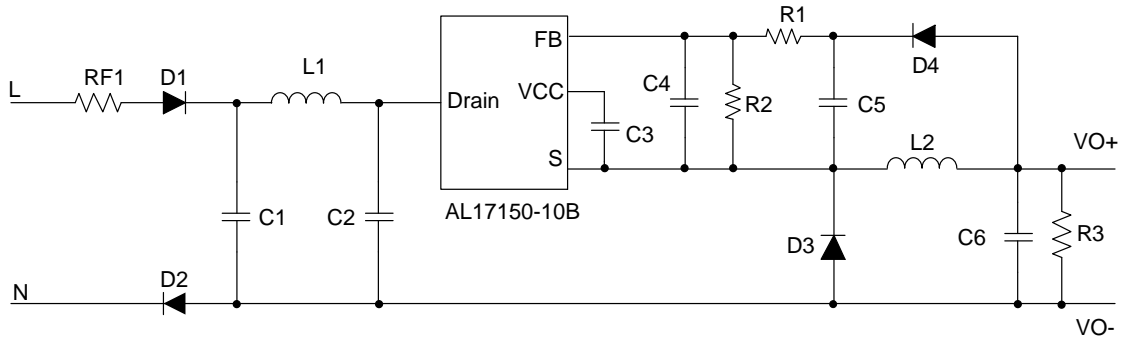 R1
FB
D4
RF1
D1
L1
L
C4
VCC
Drain
R2
C5
C3
L2
VO+
S
AL17150-10B
C1
C2
D3
C6
R3
D2
N
VO-